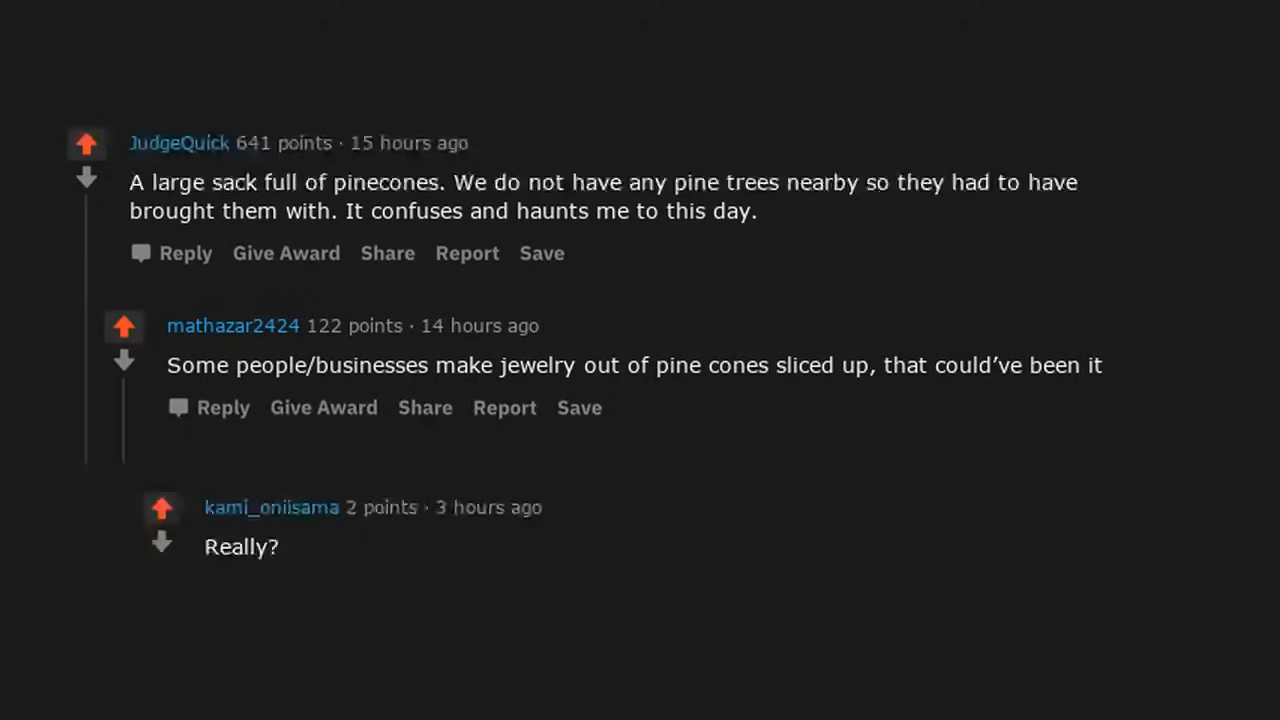 JudgeQuick 641 points · 15 hours ago
A large sack full of pinecones. We do not have any pine trees nearby so they had to have
brought them with. It confuses and haunts me to this day.
Reply Give Award Share Report Save
mathazar2424 122 points · 14 hours ago
Some people/businesses make jewelry out of pine cones sliced up, that could’ve been it
Reply Give Award Share Report Save
kami_oniisama 2 points · 3 hours ago
Really?